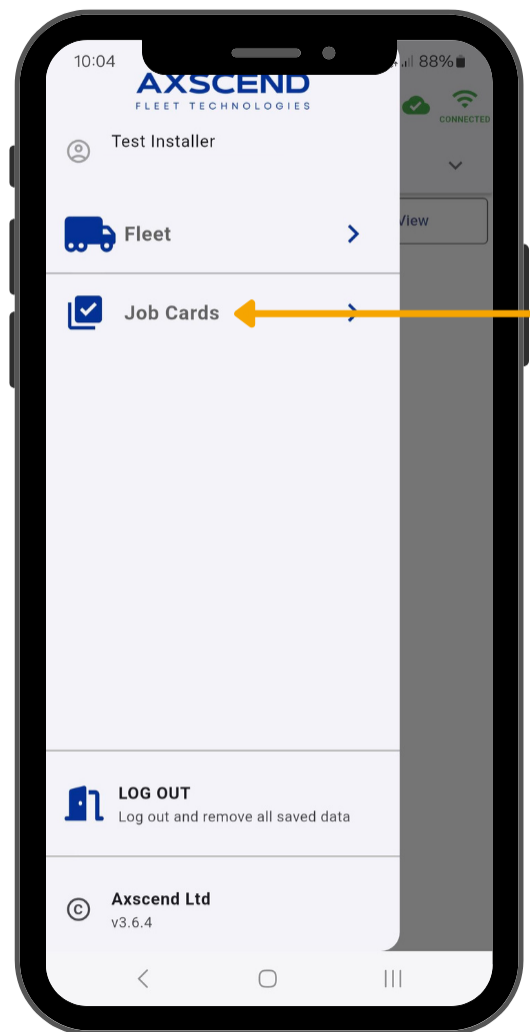 10:04
88%
AXSCEND
FLEET TECHNOLOGIES
CONNECTED
Test Installer
Fleet
View
Job Cards
LOG OUT
Log out and remove all saved data
Axscend Ltd
v3.6.4